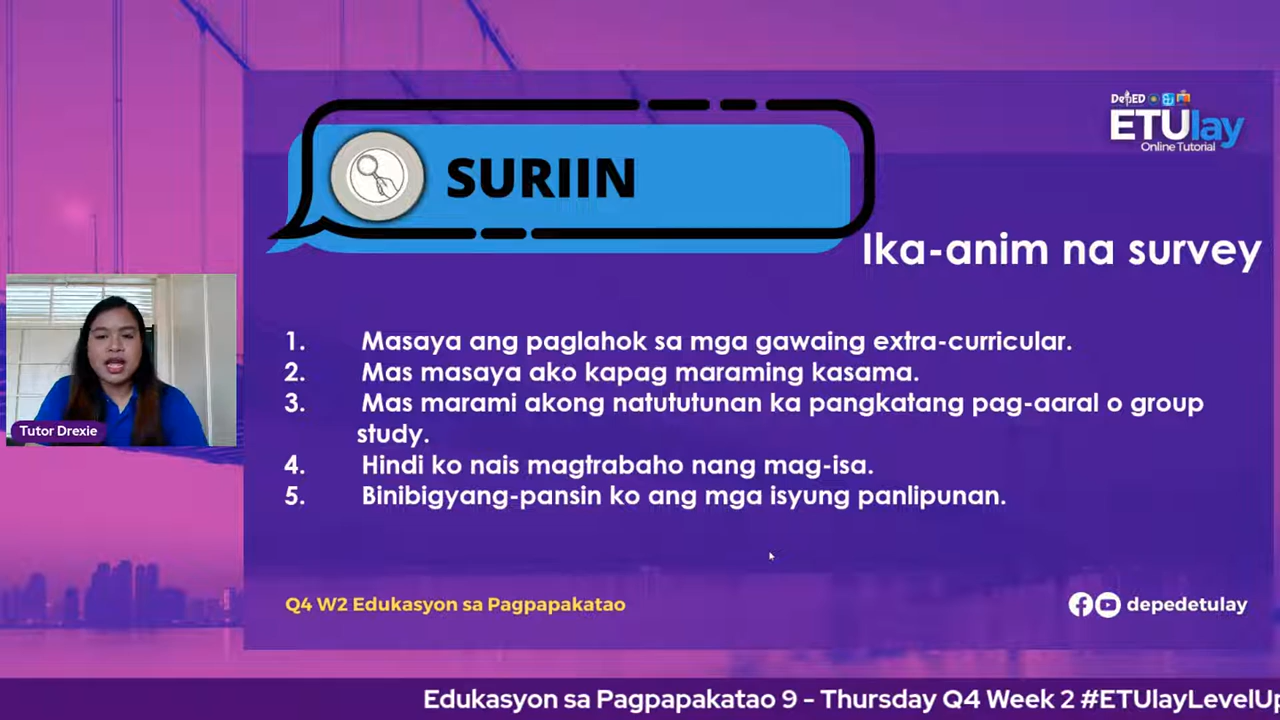 DepED
ETUlay
Online Tutorial
SURIIN
Ika-anim na survey
1. Masaya ang paglahok sa mga gawaing extra-curricular.
2. Mas masaya ako kapag maraming kasama.
3. Mas marami akong natututunan ka pangkatang pag-aaral o group
study.
4. Hindi ko nais magtrabaho nang mag-isa.
5. Binibigyang-pansin ko ang mga isyung panlipunan.
Tutor Drexie
Q4 W2 Edukasyon sa Pagpapakatao
depedetulay
Edukasyon sa Pagpapakatao 9 - Thursday Q4 Week 2 #ETUlayLevelUp